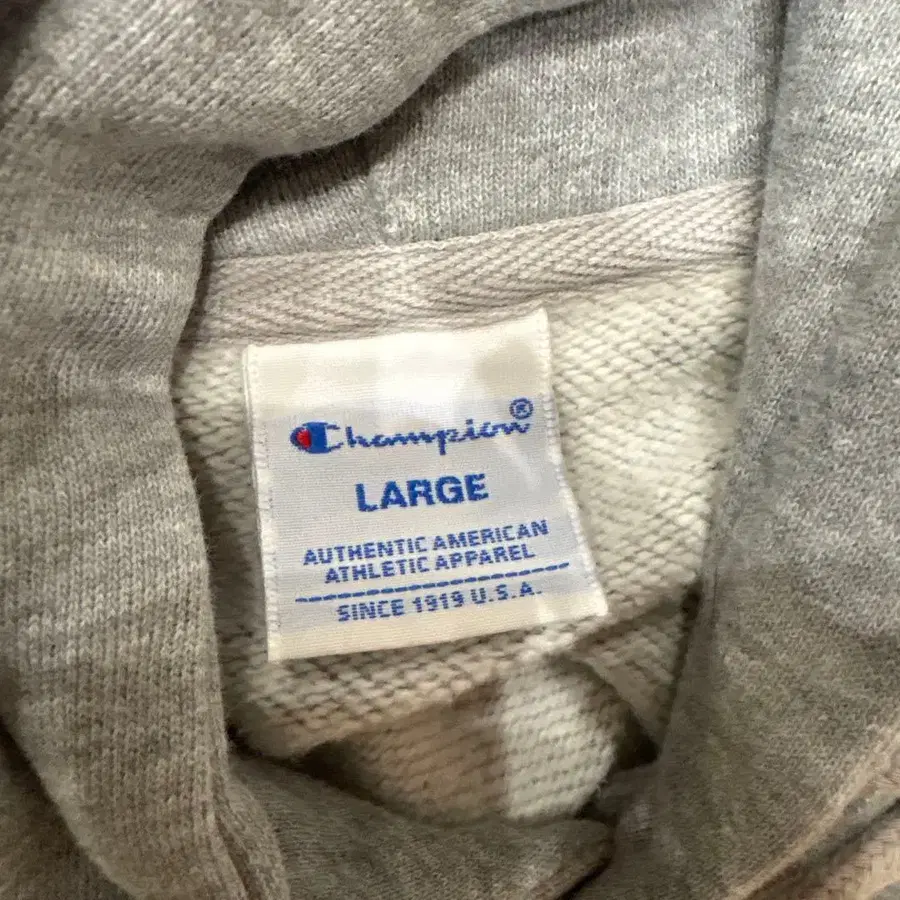 Champion®
LARGE
AUTHENTIC AMERICAN
ATHLETIC APPAREL
SINCE 1919 U.S.A.